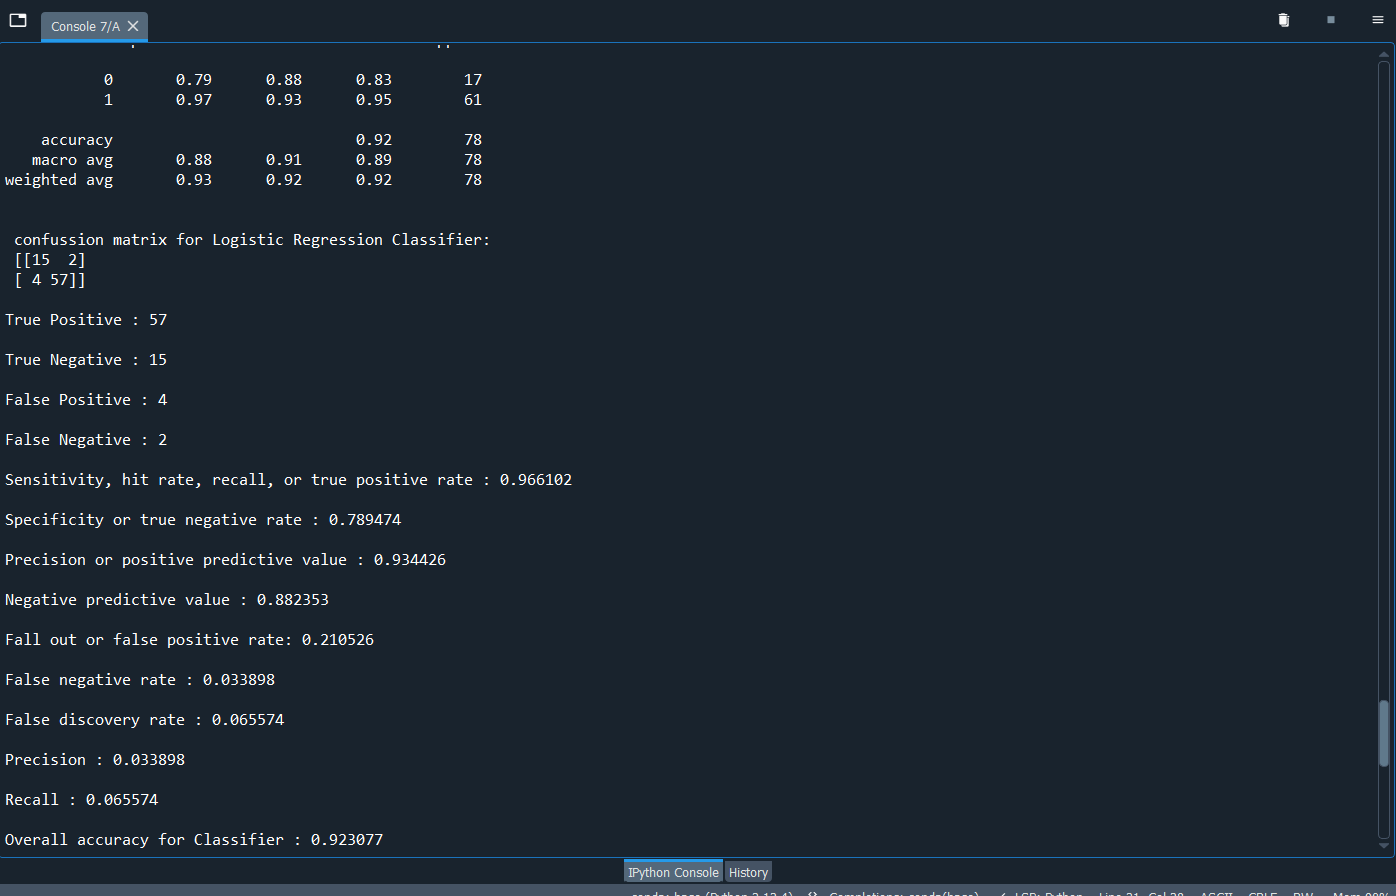 Console 7/A
0 0.79 0.88 0.83 17
1 0.97 0.93 0.95 61
accuracy 0.92 78
macro avg 0.88 0.91 0.89 78
weighted avg 0.93 0.92 0.92 78
confussion matrix for Logistic Regression Classifier:
[[15 2]
[ 4 57]]
True Positive : 57
True Negative : 15
False Positive : 4
False Negative : 2
Sensitivity, hit rate, recall, or true positive rate : 0.966102
Specificity or true negative rate : 0.789474
Precision or positive predictive value : 0.934426
Negative predictive value : 0.882353
Fall out or false positive rate: 0.210526
False negative rate : 0.033898
False discovery rate : 0.065574
Precision : 0.033898
Recall : 0.065574
Overall accuracy for Classifier : 0.923077
IPython Console History